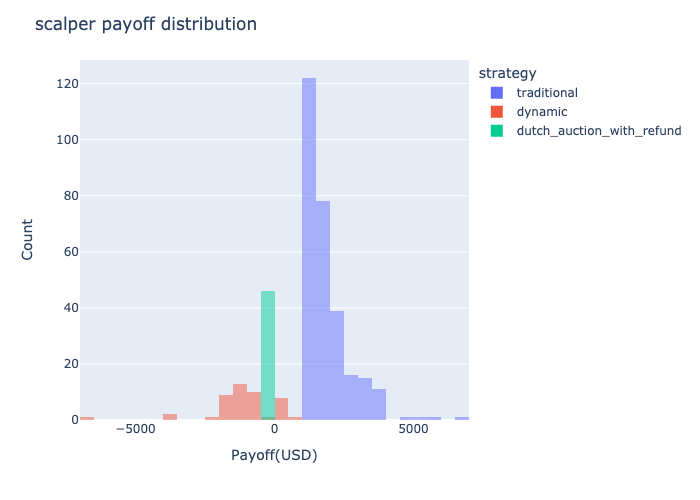 scalper payoff distribution
strategy
traditional
dynamic
dutch_auction_with_refund
120
100
80
60
40
20
0
Count
−5000 0 5000
Payoff(USD)